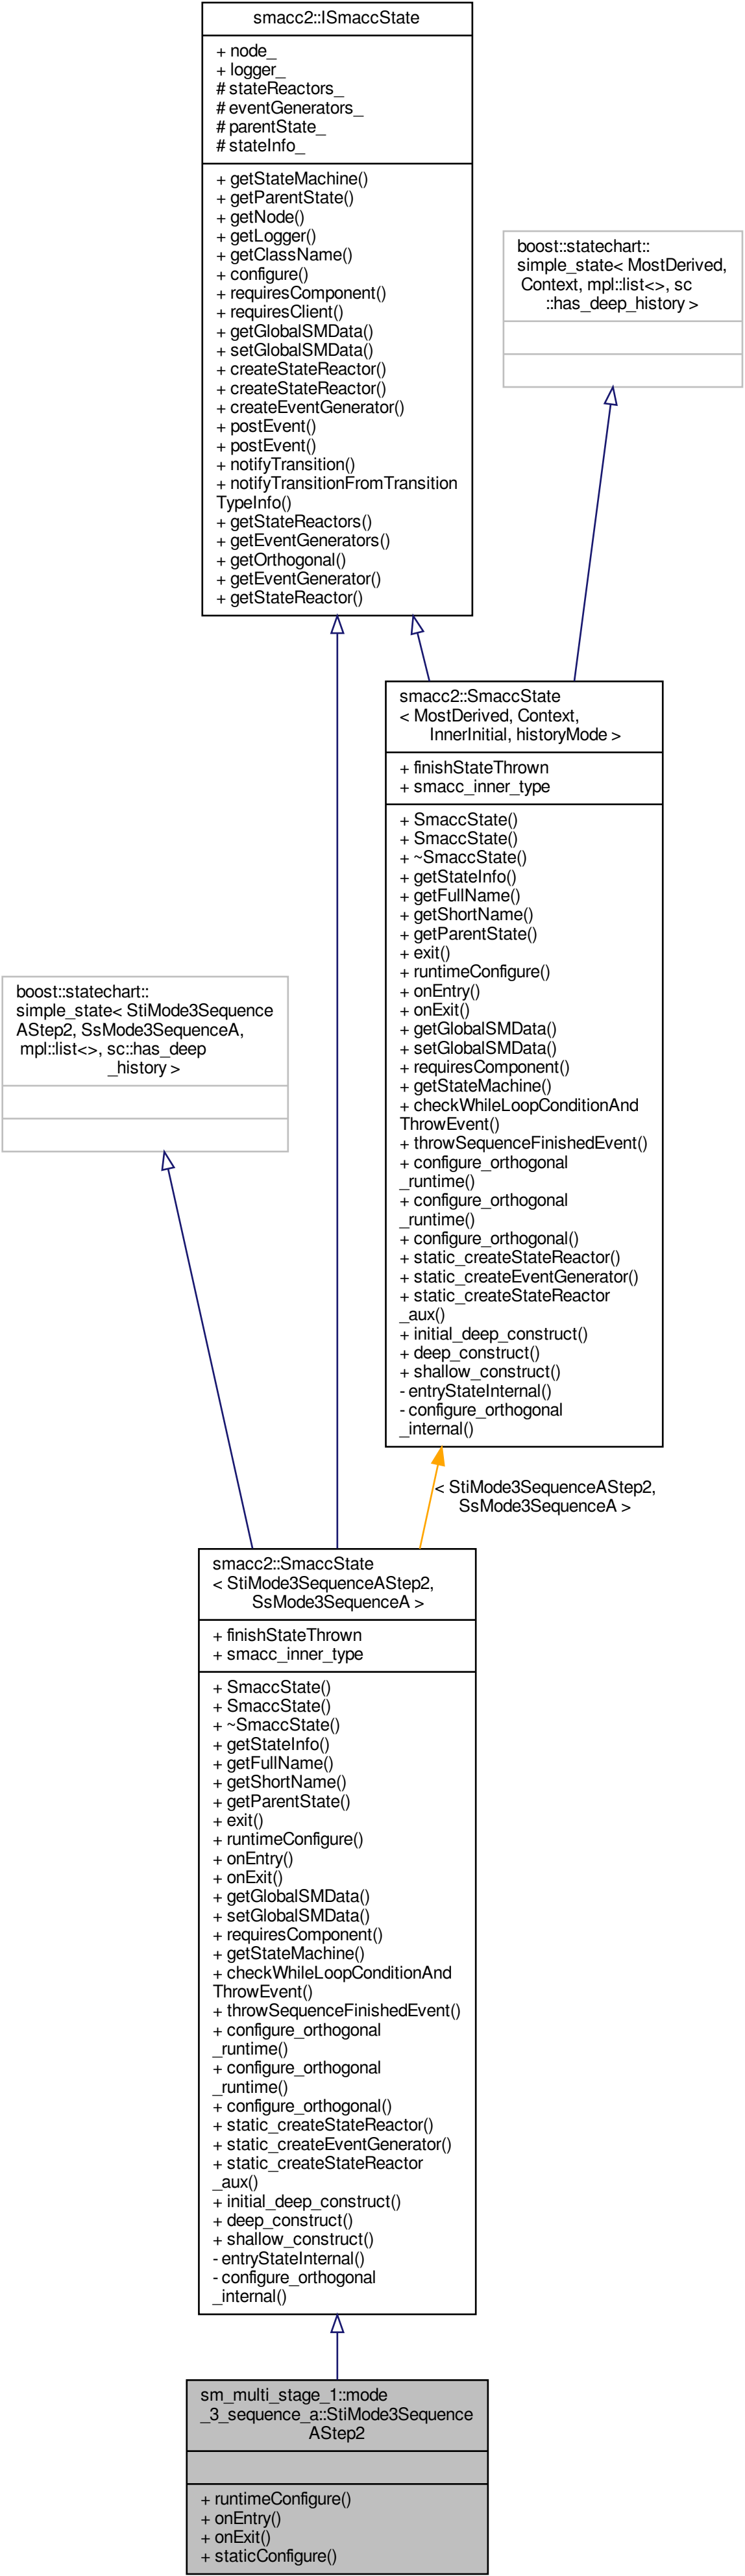 smacc2::ISmaccState
+ node_
+ logger_
# stateReactors_
# eventGenerators_
# parentState_
# stateInfo_
+ getStateMachine()
+ getParentState()
+ getNode()
+ getLogger()
+ getClassName()
+ configure()
+ requiresComponent()
+ requiresClient()
+ getGlobalSMData()
+ setGlobalSMData()
+ createStateReactor()
+ createStateReactor()
+ createEventGenerator()
+ postEvent()
+ postEvent()
+ notifyTransition()
+ notifyTransitionFromTransition
TypeInfo()
+ getStateReactors()
+ getEventGenerators()
+ getOrthogonal()
+ getEventGenerator()
+ getStateReactor()
boost::statechart::
simple_state< MostDerived,
Context, mpl::list<>, sc
::has_deep_history >
smacc2::SmaccState
< MostDerived, Context,
InnerInitial, historyMode >
+ finishStateThrown
+ smacc_inner_type
+ SmaccState()
+ SmaccState()
+ ~SmaccState()
+ getStateInfo()
+ getFullName()
+ getShortName()
+ getParentState()
+ exit()
+ runtimeConfigure()
+ onEntry()
+ onExit()
+ getGlobalSMData()
+ setGlobalSMData()
+ requiresComponent()
+ getStateMachine()
+ checkWhileLoopConditionAnd
ThrowEvent()
+ throwSequenceFinishedEvent()
+ configure_orthogonal
_runtime()
+ configure_orthogonal
_runtime()
+ configure_orthogonal()
+ static_createStateReactor()
+ static_createEventGenerator()
+ static_createStateReactor
_aux()
+ initial_deep_construct()
+ deep_construct()
+ shallow_construct()
- entryStateInternal()
- configure_orthogonal
_internal()
boost::statechart::
simple_state< StiMode3Sequence
AStep2, SsMode3SequenceA,
mpl::list<>, sc::has_deep
_history >
< StiMode3SequenceAStep2,
SsMode3SequenceA >
smacc2::SmaccState
< StiMode3SequenceAStep2,
SsMode3SequenceA >
+ finishStateThrown
+ smacc_inner_type
+ SmaccState()
+ SmaccState()
+ ~SmaccState()
+ getStateInfo()
+ getFullName()
+ getShortName()
+ getParentState()
+ exit()
+ runtimeConfigure()
+ onEntry()
+ onExit()
+ getGlobalSMData()
+ setGlobalSMData()
+ requiresComponent()
+ getStateMachine()
+ checkWhileLoopConditionAnd
ThrowEvent()
+ throwSequenceFinishedEvent()
+ configure_orthogonal
_runtime()
+ configure_orthogonal
_runtime()
+ configure_orthogonal()
+ static_createStateReactor()
+ static_createEventGenerator()
+ static_createStateReactor
_aux()
+ initial_deep_construct()
+ deep_construct()
+ shallow_construct()
- entryStateInternal()
- configure_orthogonal
_internal()
sm_multi_stage_1::mode
_3_sequence_a::StiMode3Sequence
AStep2
+ runtimeConfigure()
+ onEntry()
+ onExit()
+ staticConfigure()